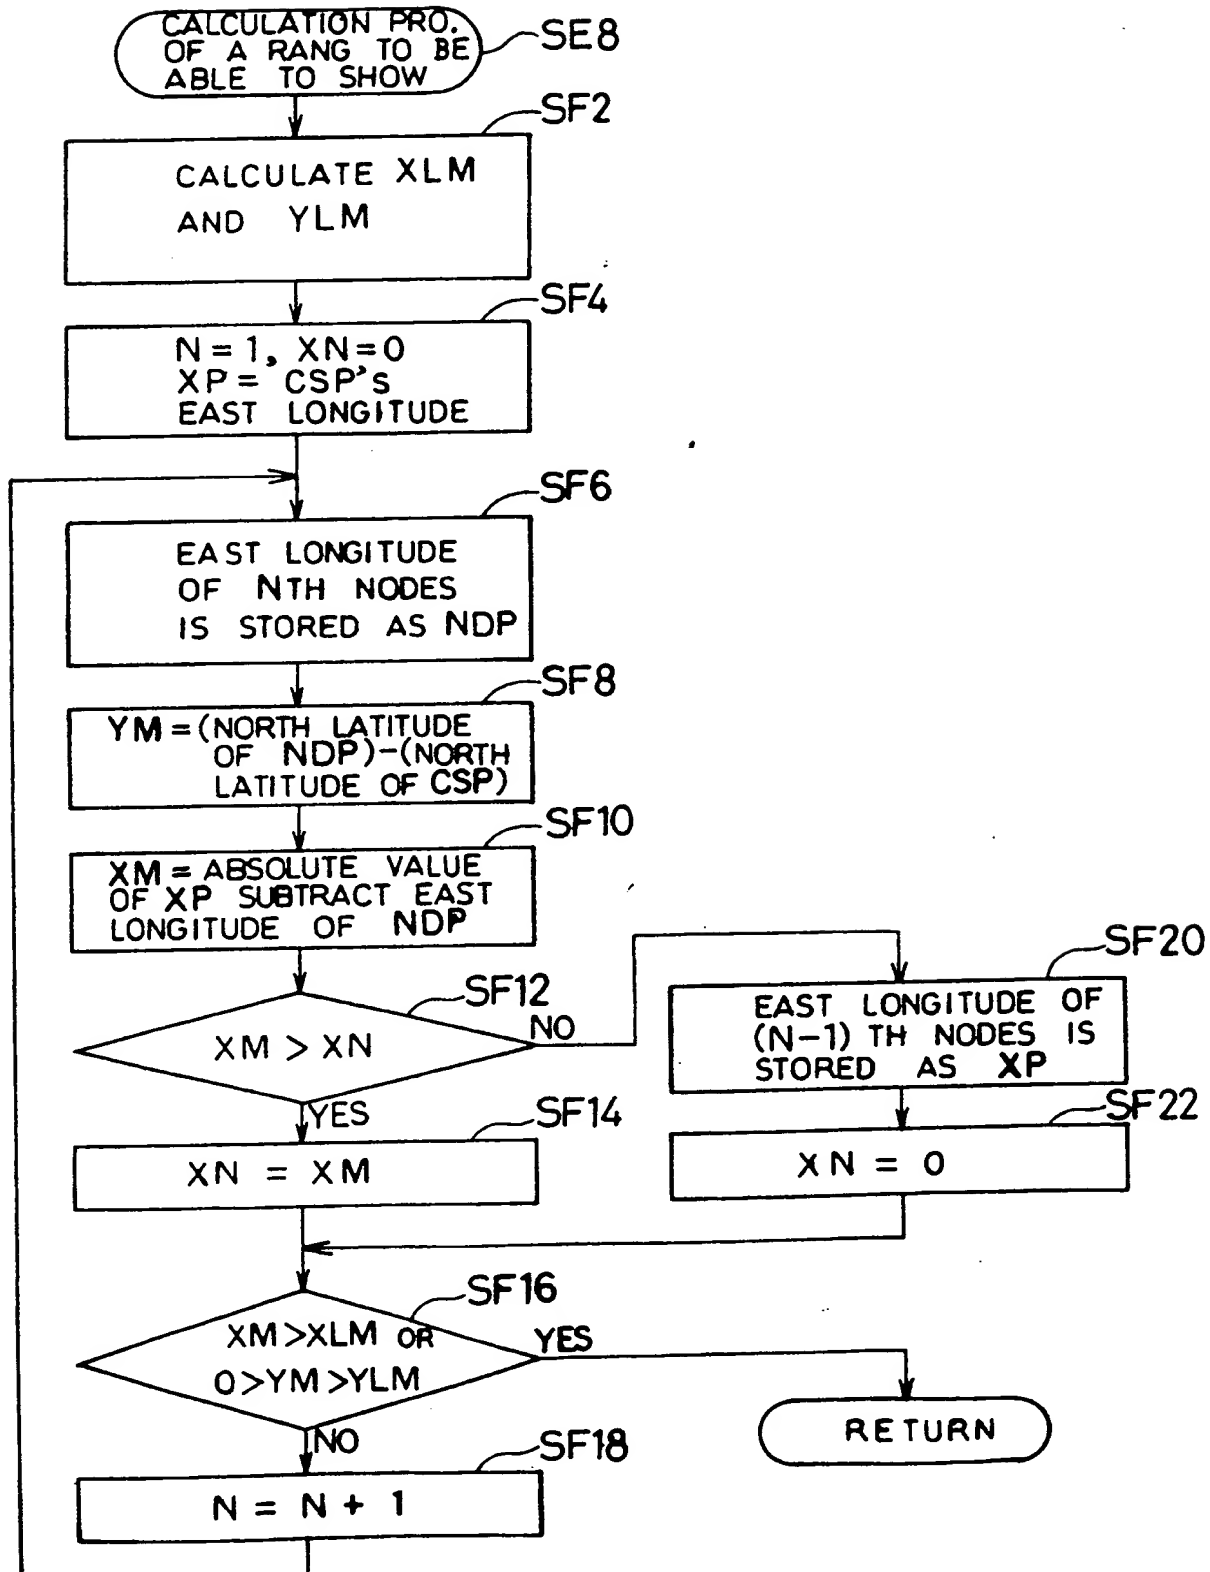 CALCULATION PRO.
OF A RANG TO BE
ABLE TO SHOW
SE8
SF2
CALCULATE XLM
AND YLM
SF4
N = 1, XN=0
XP = CSP's
EAST LONGITUDE
SF6
EAST LONGITUDE
OF NTH NODES
IS STORED AS NDP
SF8
YM = (NORTH LATITUDE
OF NDP)-(NORTH
LATITUDE OF CSP)
SF10
XM = ABSOLUTE VALUE
OF XP SUBTRACT EAST
LONGITUDE OF NDP
SF12
XM > XN
NO
YES
SF20
EAST LONGITUDE OF
(N-1) TH NODES IS
STORED AS XP
SF14
XN = XM
SF22
XN = 0
SF16
XM>XLM OR
0>YM>YLM
YES
NO
RETURN
SF18
N = N + 1